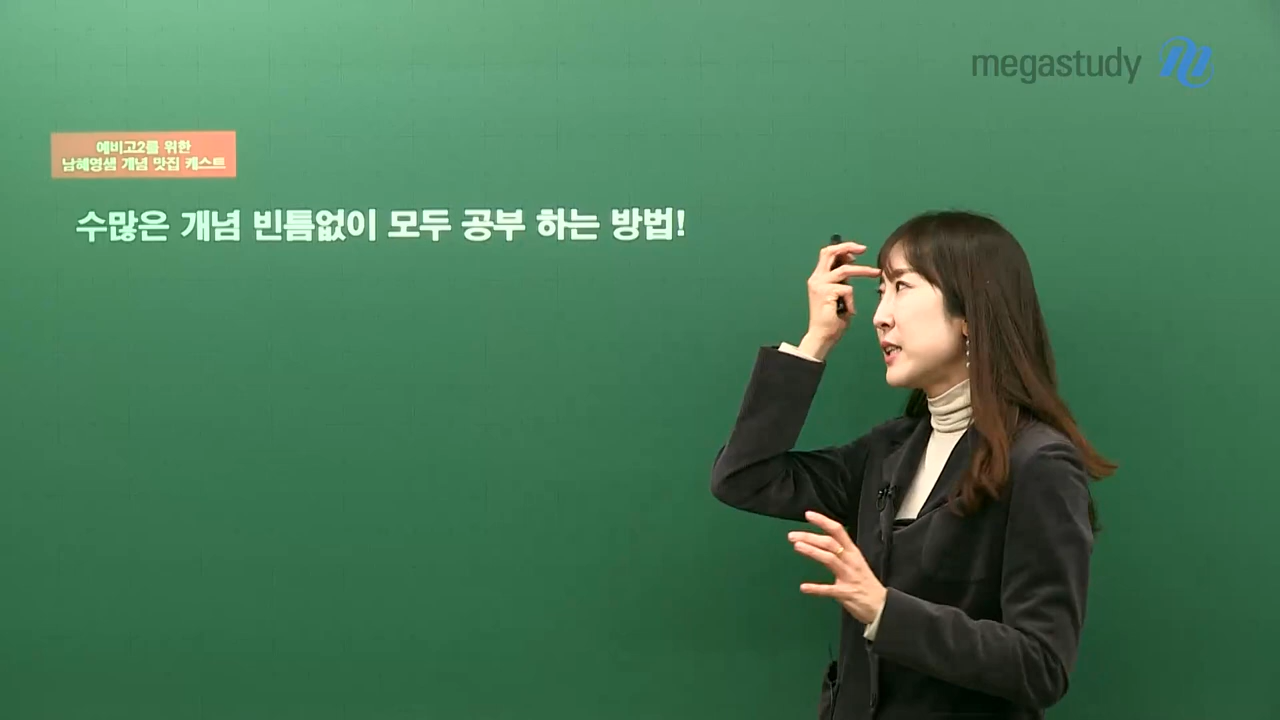 megastudy
예비고2를 위한
남혜영쌤 개념 맛집 캐스트
수많은 개념 빈틈없이 모두 공부 하는 방법!